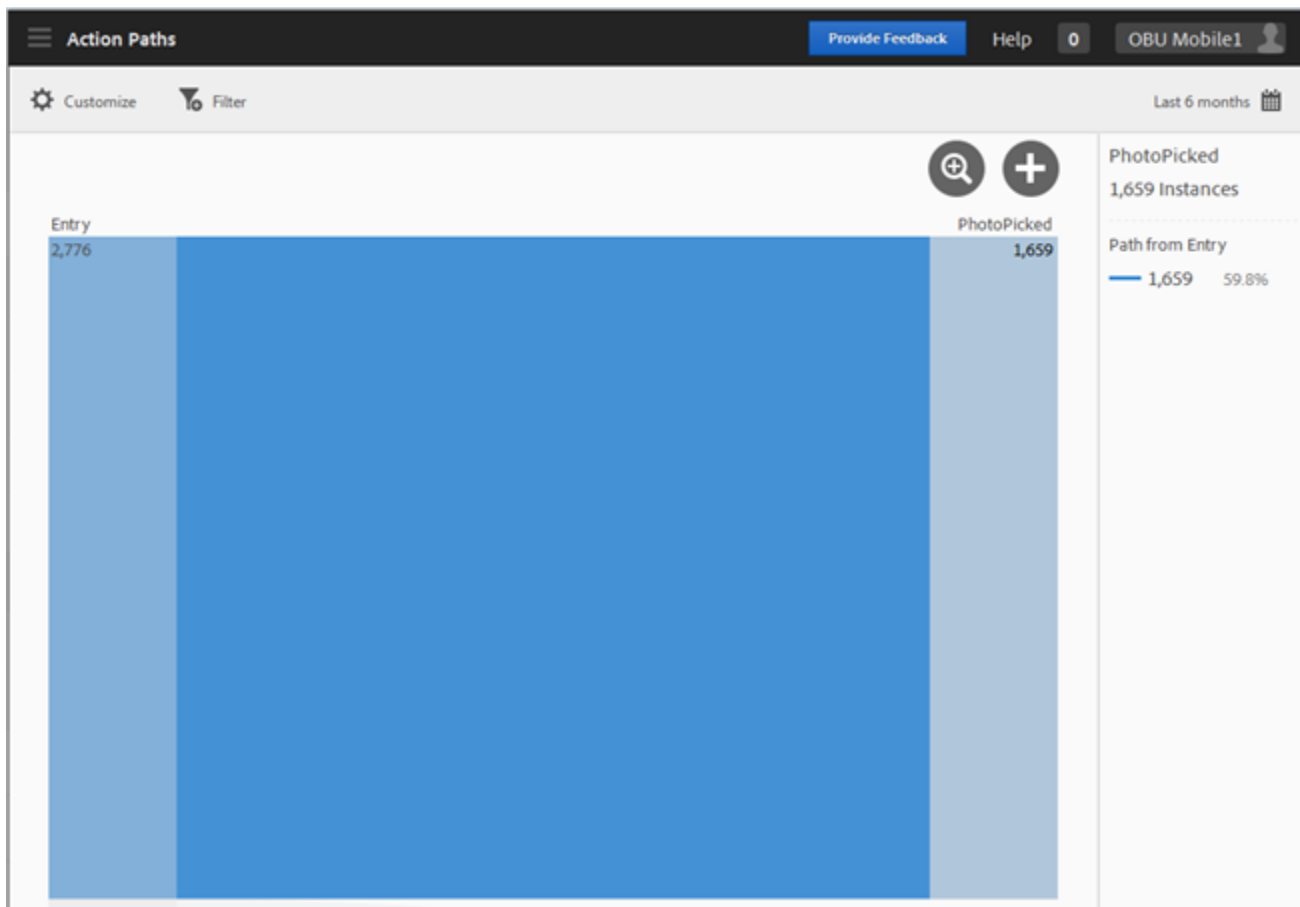 Action Paths
Provide Feedback
Help
0
OBU Mobile1
Customize
Filter
Last 6 months
Entry
PhotoPicked
2,776
1,659
PhotoPicked
1,659 Instances
Path from Entry
1,659 59.8%